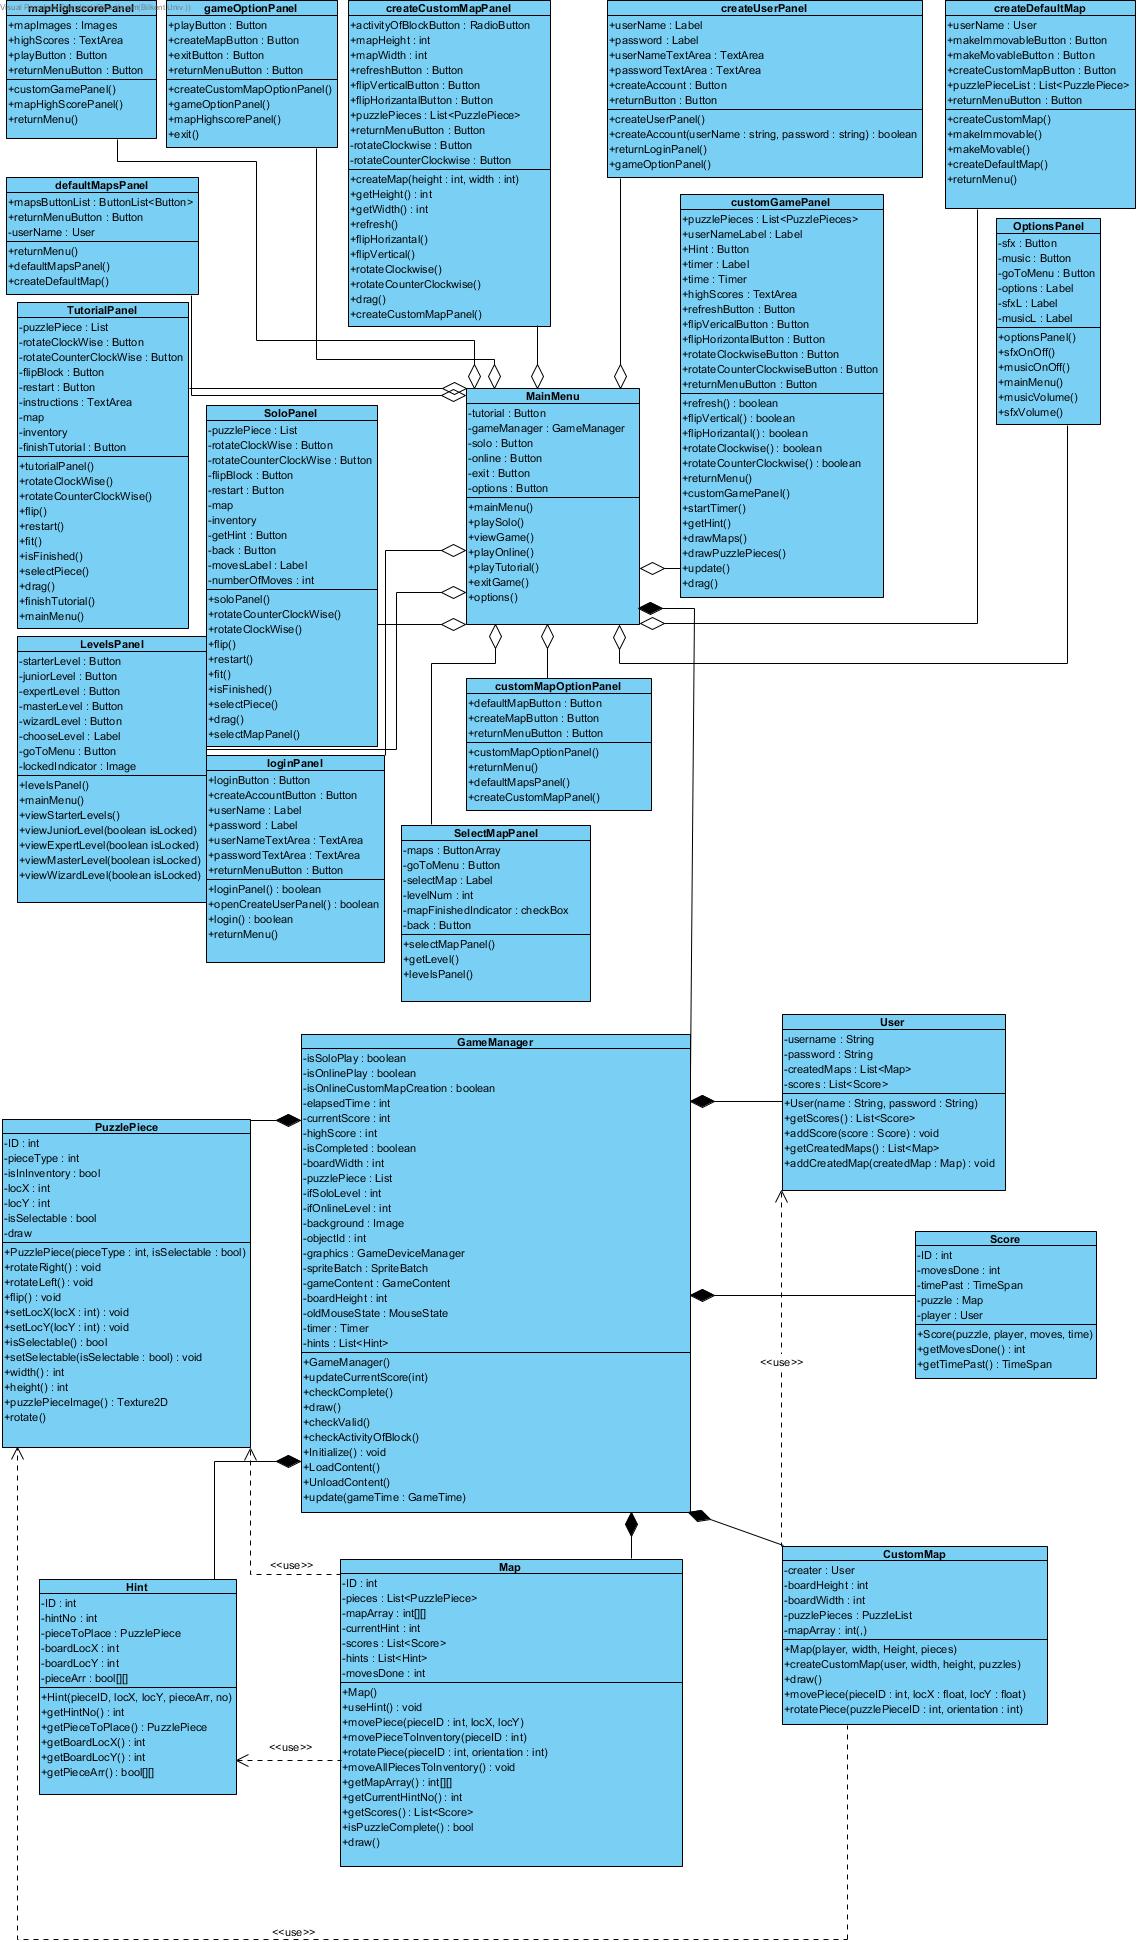 mapHighscorePanel
+mapImages : Images
+highScores : TextArea
+playButton : Button
+returnMenuButton : Button
+customGamePanel()
+mapHighScorePanel()
+returnMenu()
gameOptionPanel
+playButton : Button
+createMapButton : Button
+exitButton : Button
+returnMenuButton : Button
+createCustomMapOptionPanel()
+gameOptionPanel()
+mapHighscorePanel()
+exit()
createCustomMapPanel
+activityOfBlockButton : RadioButton
+mapHeight : int
+mapWidth : int
+refreshButton : Button
+flipVerticalButton : Button
+flipHorizantalButton : Button
+puzzlePieces : List<PuzzlePiece>
+returnMenuButton : Button
-rotateClockwise : Button
-rotateCounterClockwise : Button
+createMap(height : int, width : int)
+getHeight() : int
+getWidth() : int
+refresh()
+flipHorizantal()
+flipVertical()
+rotateClockwise()
+rotateCounterClockwise()
+drag()
+createCustomMapPanel()
createUserPanel
+userName : Label
+password : Label
+userNameTextArea : TextArea
+passwordTextArea : TextArea
+createAccount : Button
+returnButton : Button
+createUserPanel()
+createAccount(userName : string, password : string) : boolean
+returnLoginPanel()
+gameOptionPanel()
createDefaultMap
+userName : User
+makeImmovableButton : Button
+makeMovableButton : Button
+createCustomMapButton : Button
+puzzlePieceList : List<PuzzlePiece>
+returnMenuButton : Button
+createCustomMap()
+makeImmovable()
+makeMovable()
+createDefaultMap()
+returnMenu()
defaultMapsPanel
+mapsButtonList : ButtonList<Button>
+returnMenuButton : Button
-userName : User
+returnMenu()
+defaultMapsPanel()
+createDefaultMap()
customGamePanel
+puzzlePieces : List<PuzzlePieces>
+userNameLabel : Label
+Hint : Button
+timer : Label
+time : Timer
+highScores : TextArea
+refreshButton : Button
+flipVericalButton : Button
+flipHorizontalButton : Button
+rotateClockwiseButton : Button
+rotateCounterClockwiseButton : Button
+returnMenuButton : Button
+refresh() : boolean
+flipVertical() : boolean
+flipHorizantal() : boolean
+rotateClockwise() : boolean
+rotateCounterClockwise() : boolean
+returnMenu()
+customGamePanel()
+startTimer()
+getHint()
+drawMaps()
+drawPuzzlePieces()
+update()
+drag()
OptionsPanel
-sfx : Button
-music : Button
-goToMenu : Button
-options : Label
-sfxL : Label
-musicL : Label
+optionsPanel()
+sfxOnOff()
+musicOnOff()
+mainMenu()
+musicVolume()
+sfxVolume()
TutorialPanel
-puzzlePiece : List
-rotateClockWise : Button
-rotateCounterClockWise : Button
-flipBlock : Button
-restart : Button
-instructions : TextArea
-map
-inventory
-finishTutorial : Button
+tutorialPanel()
+rotateClockWise()
+rotateCounterClockWise()
+flip()
+restart()
+fit()
+isFinished()
+selectPiece()
+drag()
+finishTutorial()
+mainMenu()
MainMenu
-tutorial : Button
-gameManager : GameManager
-solo : Button
-online : Button
-exit : Button
-options : Button
+mainMenu()
+playSolo()
+viewGame()
+playOnline()
+playTutorial()
+exitGame()
+options()
SoloPanel
-puzzlePiece : List
-rotateClockWise : Button
-rotateCounterClockWise : Button
-flipBlock : Button
-restart : Button
-map
-inventory
-getHint : Button
-back : Button
-movesLabel : Label
-numberOfMoves : int
+soloPanel()
+rotateCounterClockWise()
+rotateClockWise()
+flip()
+restart()
+fit()
+isFinished()
+selectPiece()
+drag()
+selectMapPanel()
LevelsPanel
-starterLevel : Button
-juniorLevel : Button
-expertLevel : Button
-masterLevel : Button
-wizardLevel : Button
-chooseLevel : Label
-goToMenu : Button
-lockedIndicator : Image
+levelsPanel()
+mainMenu()
+viewStarterLevels()
+viewJuniorLevel(boolean isLocked)
+viewExpertLevel(boolean isLocked)
+viewMasterLevel(boolean isLocked)
+viewWizardLevel(boolean isLocked)
customMapOptionPanel
+defaultMapButton : Button
+createMapButton : Button
+returnMenuButton : Button
+customMapOptionPanel()
+returnMenu()
+defaultMapsPanel()
+createCustomMapPanel()
loginPanel
+loginButton : Button
+createAccountButton : Button
+userName : Label
+password : Label
+userNameTextArea : TextArea
+passwordTextArea : TextArea
+returnMenuButton : Button
+loginPanel() : boolean
+openCreateUserPanel() : boolean
+login() : boolean
+returnMenu()
SelectMapPanel
-maps : ButtonArray
-goToMenu : Button
-selectMap : Label
-levelNum : int
-mapFinishedIndicator : checkBox
-back : Button
+selectMapPanel()
+getLevel()
+levelsPanel()
GameManager
-isSoloPlay : boolean
-isOnlinePlay : boolean
-isOnlineCustomMapCreation : boolean
-elapsedTime : int
-currentScore : int
-highScore : int
-isCompleted : boolean
-boardWidth : int
-puzzlePiece : List
-ifSoloLevel : int
-ifOnlineLevel : int
-background : Image
-objectId : int
-graphics : GameDeviceManager
-spriteBatch : SpriteBatch
-gameContent : GameContent
-boardHeight : int
-oldMouseState : MouseState
-timer : Timer
-hints : List<Hint>
+GameManager()
+updateCurrentScore(int)
+checkComplete()
+draw()
+checkValid()
+checkActivityOfBlock()
+Initialize() : void
+LoadContent()
+UnloadContent()
+update(gameTime : GameTime)
User
-username : String
-password : String
-createdMaps : List<Map>
-scores : List<Score>
+User(name : String, password : String)
+getScores() : List<Score>
+addScore(score : Score) : void
+getCreatedMaps() : List<Map>
+addCreatedMap(createdMap : Map) : void
PuzzlePiece
-ID : int
-pieceType : int
-isInInventory : bool
-locX : int
-locY : int
-isSelectable : bool
-draw
+PuzzlePiece(pieceType : int, isSelectable : bool)
+rotateRight() : void
+rotateLeft() : void
+flip() : void
+setLocX(locX : int) : void
+setLocY(locY : int) : void
+isSelectable() : bool
+setSelectable(isSelectable : bool) : void
+width() : int
+height() : int
+puzzlePieceImage() : Texture2D
+rotate()
Score
-ID : int
-movesDone : int
-timePast : TimeSpan
-puzzle : Map
-player : User
+Score(puzzle, player, moves, time)
+getMovesDone() : int
+getTimePast() : TimeSpan
<<use>>
<<use>>
Hint
-ID : int
-hintNo : int
-pieceToPlace : PuzzlePiece
-boardLocX : int
-boardLocY : int
-pieceArr : bool[][]
+Hint(pieceID, locX, locY, pieceArr, no)
+getHintNo() : int
+getPieceToPlace() : PuzzlePiece
+getBoardLocX() : int
+getBoardLocY() : int
+getPieceArr() : bool[][]
<<use>>
Map
-ID : int
-pieces : List<PuzzlePiece>
-mapArray : int[][]
-currentHint : int
-scores : List<Score>
-hints : List<Hint>
-movesDone : int
+Map()
+useHint() : void
+movePiece(pieceID : int, locX, locY)
+movePieceToInventory(pieceID : int)
+rotatePiece(pieceID : int, orientation : int)
+moveAllPiecesToInventory() : void
+getMapArray() : int[][]
+getCurrentHintNo() : int
+getScores() : List<Score>
+isPuzzleComplete() : bool
+draw()
CustomMap
-creater : User
-boardHeight : int
-boardWidth : int
-puzzlePieces : PuzzleList
-mapArray : int(,)
+Map(player, width, Height, pieces)
+createCustomMap(user, width, height, puzzles)
+draw()
+movePiece(pieceID : int, locX : float, locY : float)
+rotatePiece(puzzlePieceID : int, orientation : int)
<<use>>